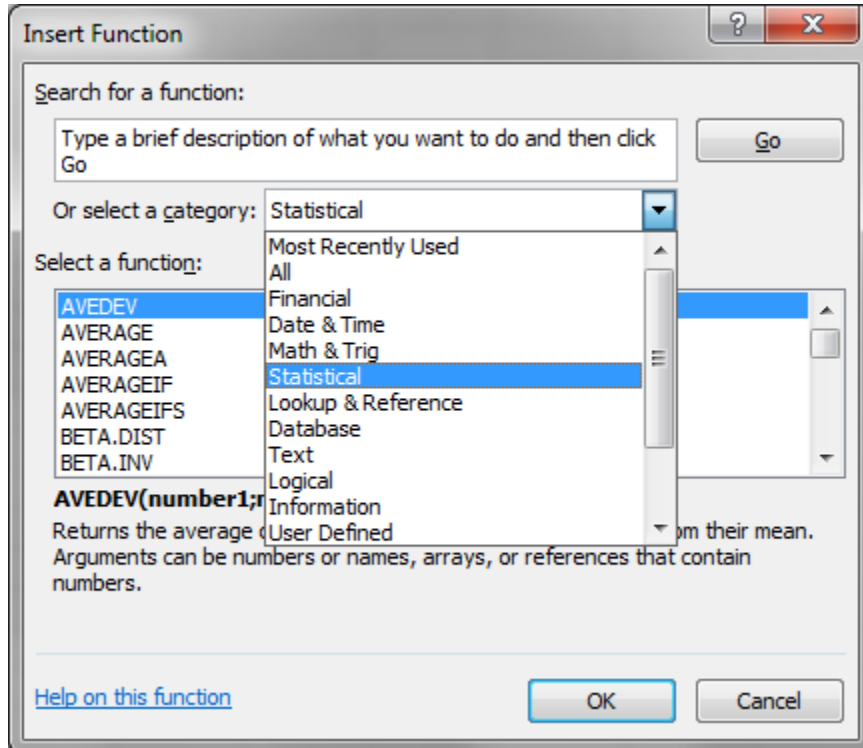 Insert Function
Search for a function:
Type a brief description of what you want to do and then click
Go
Go
Or select a category:
Statistical
Most Recently Used
All
Financial
Date & Time
Math & Trig
Statistical
Lookup & Reference
Database
Text
Logical
Information
User Defined
Select a function:
AVEDEV
AVERAGE
AVERAGEA
AVERAGEIF
AVERAGEIFS
BETA.DIST
BETA.INV
AVEDEV(number1;
Returns the average their mean.
Arguments can be numbers or names, arrays, or references that contain
numbers.
Help on this function
OK
Cancel